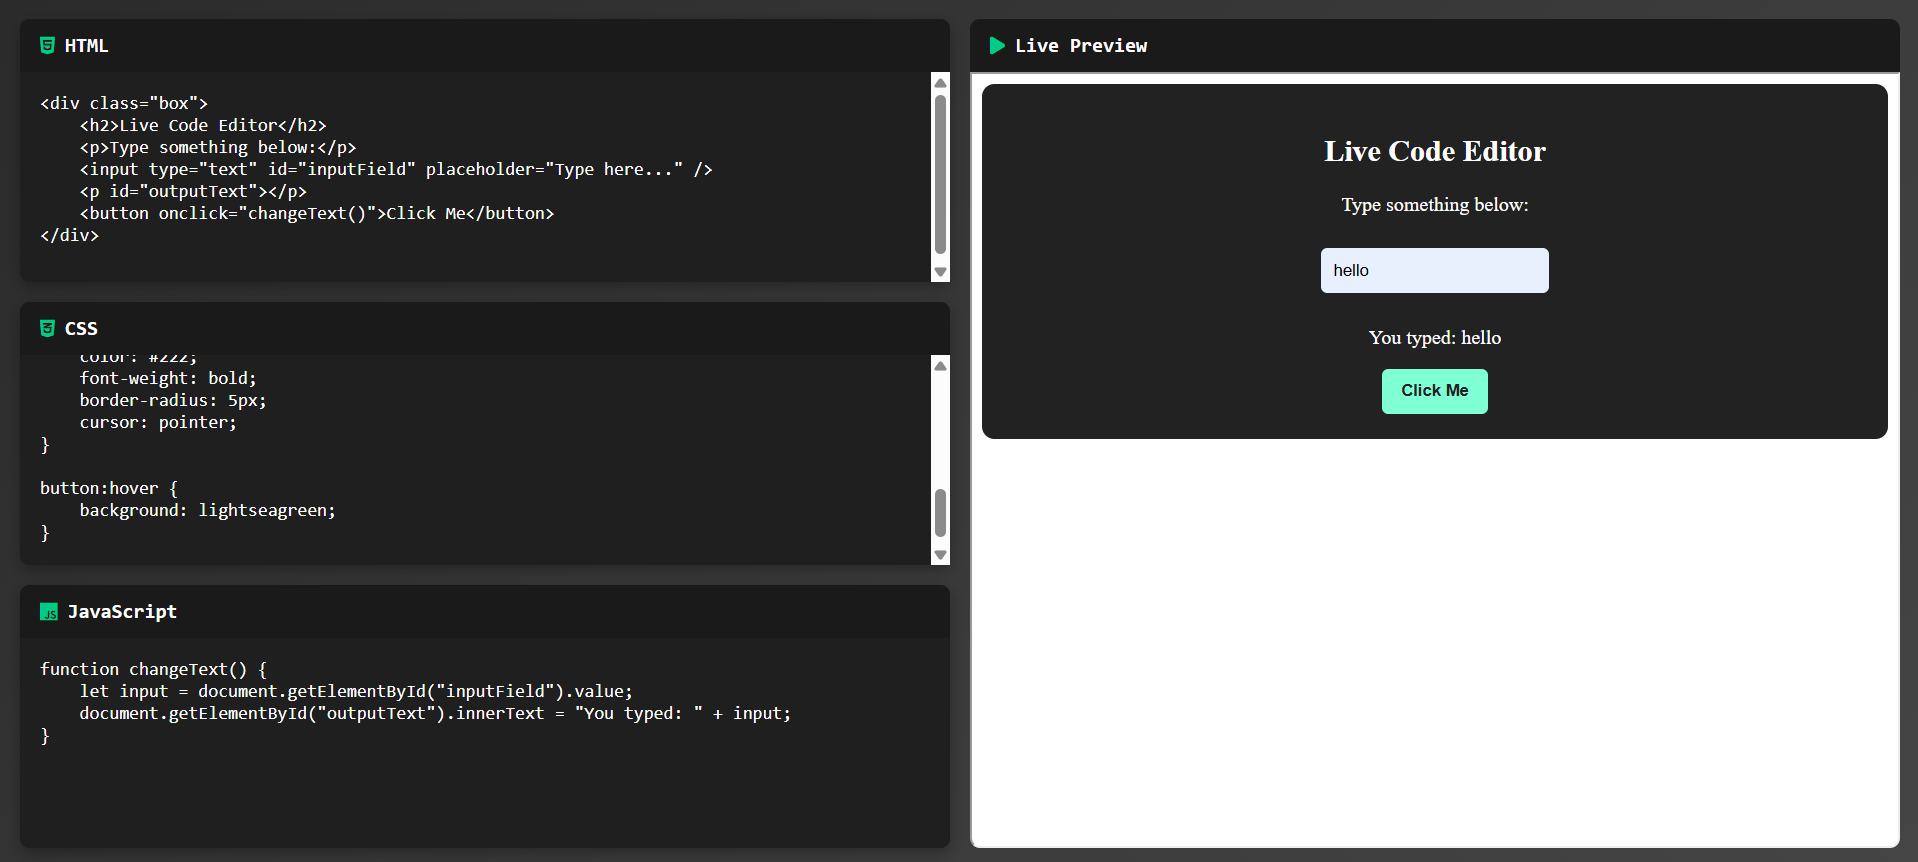 HTML
<div class="box">
    <h2>Live Code Editor</h2>
    <p>Type something below:</p>
    <input type="text" id="inputField" placeholder="Type here..." />
    <p id="outputText"></p>
    <button onclick="changeText()">Click Me</button>
</div>
CSS
    color: #222;
    font-weight: bold;
    border-radius: 5px;
    cursor: pointer;
}
button:hover {
    background: lightseagreen;
}
JS JavaScript
function changeText() {
    let input = document.getElementById("inputField").value;
    document.getElementById("outputText").innerText = "You typed: " + input;
}
Live Preview
Live Code Editor
Type something below:
hello
You typed: hello
Click Me